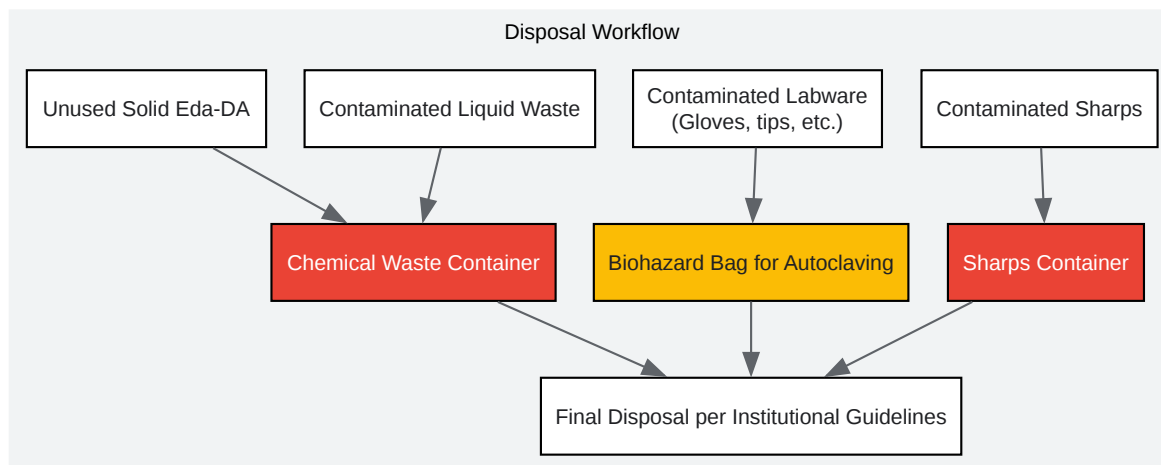 Disposal Workflow
Unused Solid Eda-DA
Contaminated Liquid Waste
Contaminated Labware
(Gloves, tips, etc.)
Contaminated Sharps
Chemical Waste Container
Biohazard Bag for Autoclaving
Sharps Container
Final Disposal per Institutional Guidelines